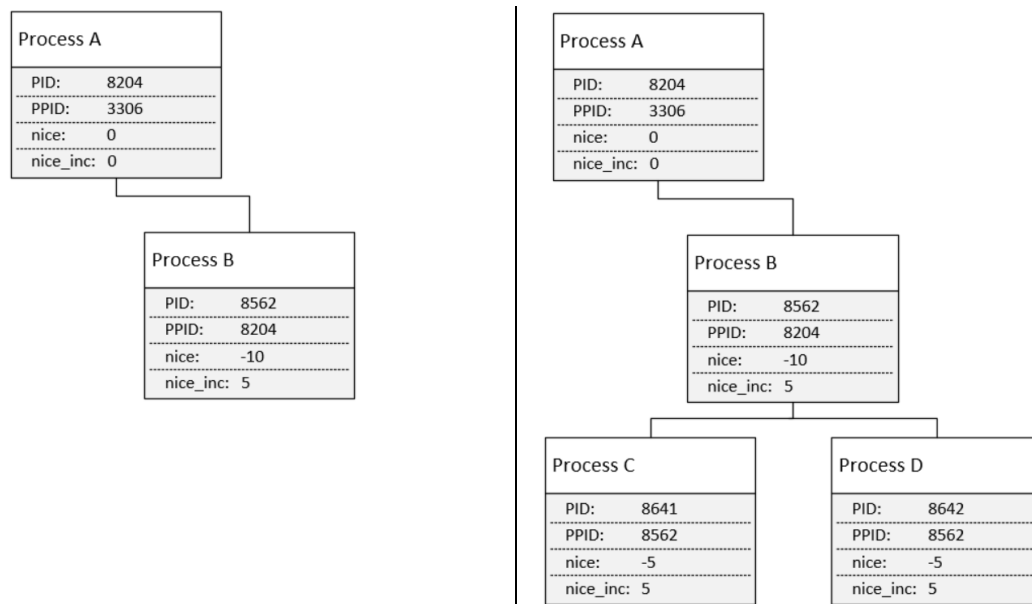 Process A
PID: 8204
PPID: 3306
nice: 0
nice_inc: 0
Process B
PID: 8562
PPID: 8204
nice: -10
nice_inc: 5
Process A
PID: 8204
PPID: 3306
nice: 0
nice_inc: 0
Process B
PID: 8562
PPID: 8204
nice: -10
nice_inc: 5
Process C
PID: 8641
PPID: 8562
nice: -5
nice_inc: 5
Process D
PID: 8642
PPID: 8562
nice: -5
nice_inc: 5